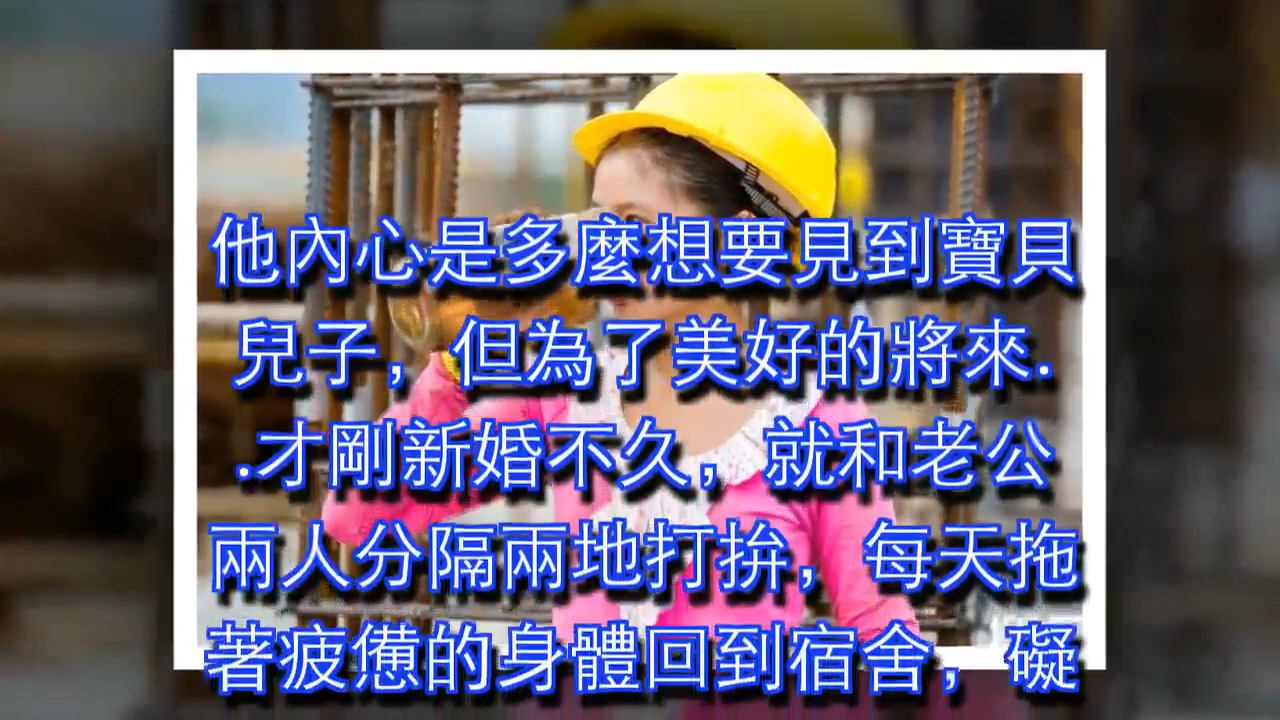 他內心是多麼想要見到寶貝
兒子，但為了美好的將來.
.才剛新婚不久，就和老公
兩人分隔兩地打拚，每天拖
著疲憊的身體回到宿舍，礙